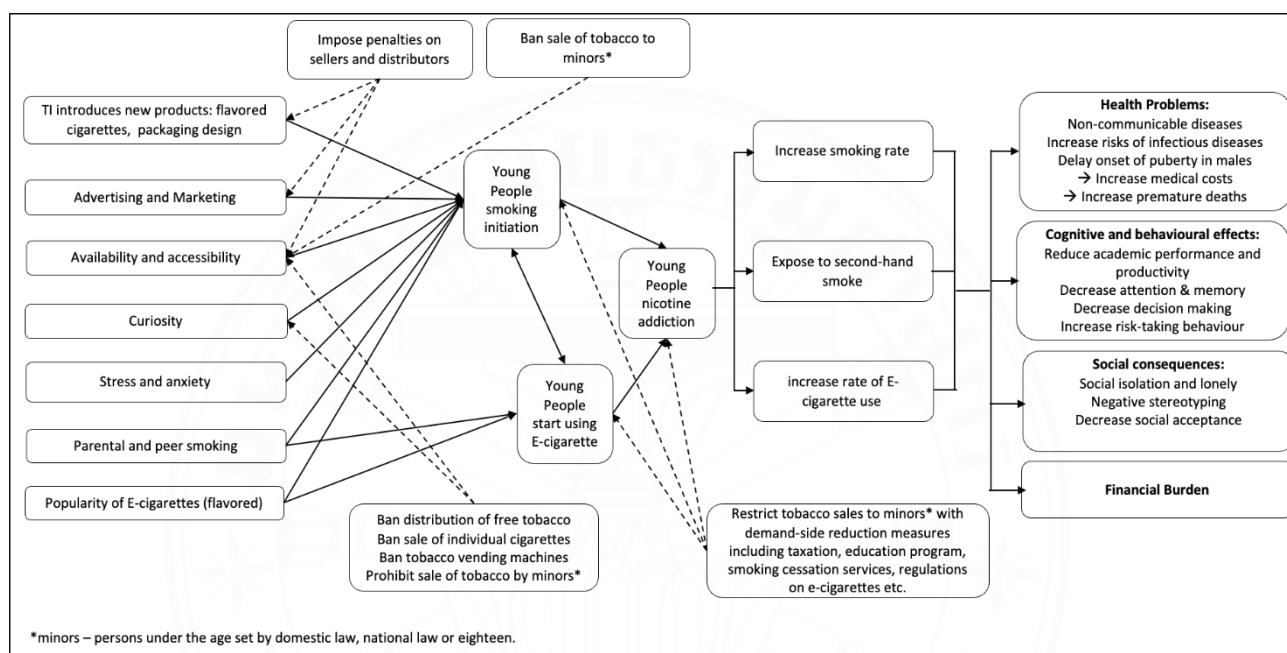 Impose penalties on
sellers and distributors
Ban sale of tobacco to
minors*
TI introduces new products: flavored
cigarettes, packaging design
Advertising and Marketing
Availability and accessibility
Curiosity
Stress and anxiety
Parental and peer smoking
Popularity of E-cigarettes (flavored)
Young
People
smoking
initiation
Young
People
start using
E-cigarette
Young
People
nicotine
addiction
Increase smoking rate
Expose to second-hand
smoke
increase rate of E-
cigarette use
Health Problems:
Non-communicable diseases
Increase risks of infectious diseases
Delay onset of puberty in males
→ Increase medical costs
→ Increase premature deaths
Cognitive and behavioural effects:
Reduce academic performance and
productivity
Decrease attention & memory
Decrease decision making
Increase risk-taking behaviour
Social consequences:
Social isolation and lonely
Negative stereotyping
Decrease social acceptance
Financial Burden
Ban distribution of free tobacco
Ban sale of individual cigarettes
Ban tobacco vending machines
Prohibit sale of tobacco by minors*
Restrict tobacco sales to minors* with
demand-side reduction measures
including taxation, education program,
smoking cessation services, regulations
on e-cigarettes etc.
*minors – persons under the age set by domestic law, national law or eighteen.